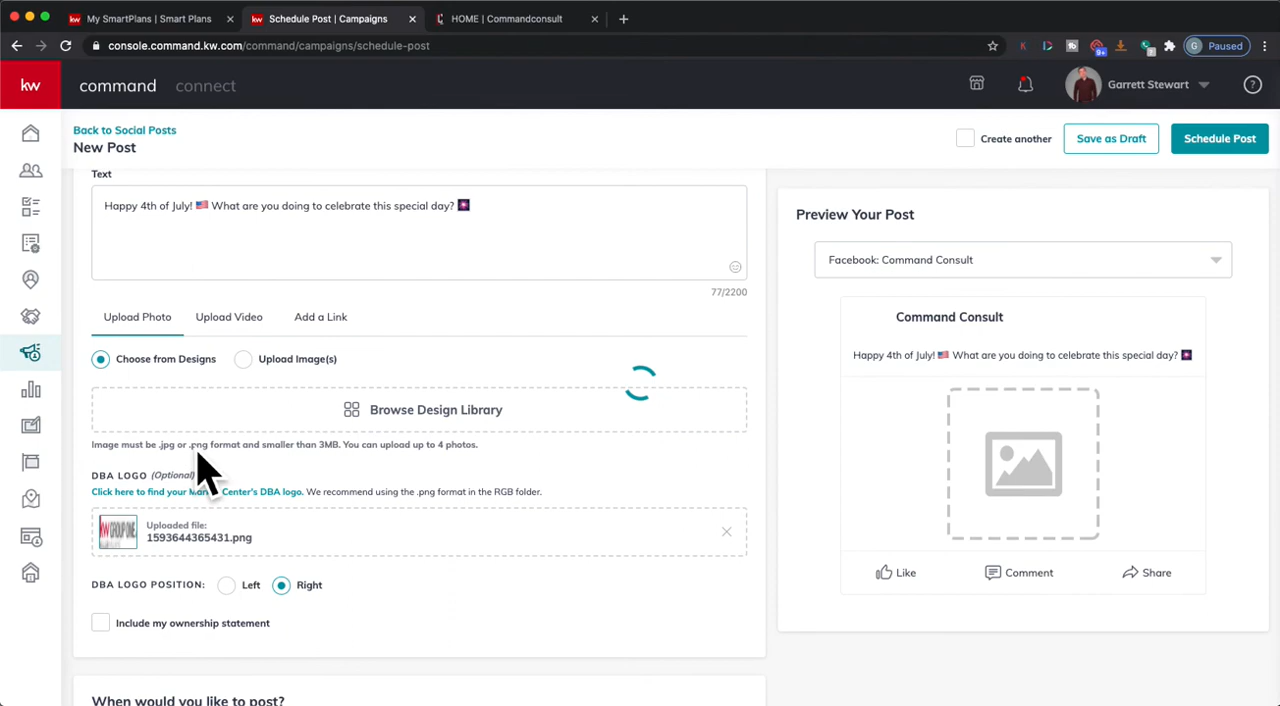 My SmartPlans | Smart Plans
Schedule Post | Campaigns
HOME | Commandconsult
console.command.kw.com/command/campaigns/schedule-post
G Paused
kw
command
connect
Garrett Stewart
Back to Social Posts
New Post
Create another
Save as Draft
Schedule Post
Text
Happy 4th of July! 🇺🇸 What are you doing to celebrate this special day? 🎆
77/2200
Upload Photo
Upload Video
Add a Link
Choose from Designs
Upload Image(s)
Browse Design Library
Image must be .jpg or .png format and smaller than 3MB. You can upload up to 4 photos.
DBA LOGO (Optional)
Click here to find your Center's DBA logo. We recommend using the .png format in the RGB folder.
KW GROUP ONE
Uploaded file:
1593644365431.png
DBA LOGO POSITION:
Left
Right
Include my ownership statement
When would you like to post?
Preview Your Post
Facebook: Command Consult
Command Consult
Happy 4th of July! 🇺🇸 What are you doing to celebrate this special day? 🎆
Like
Comment
Share